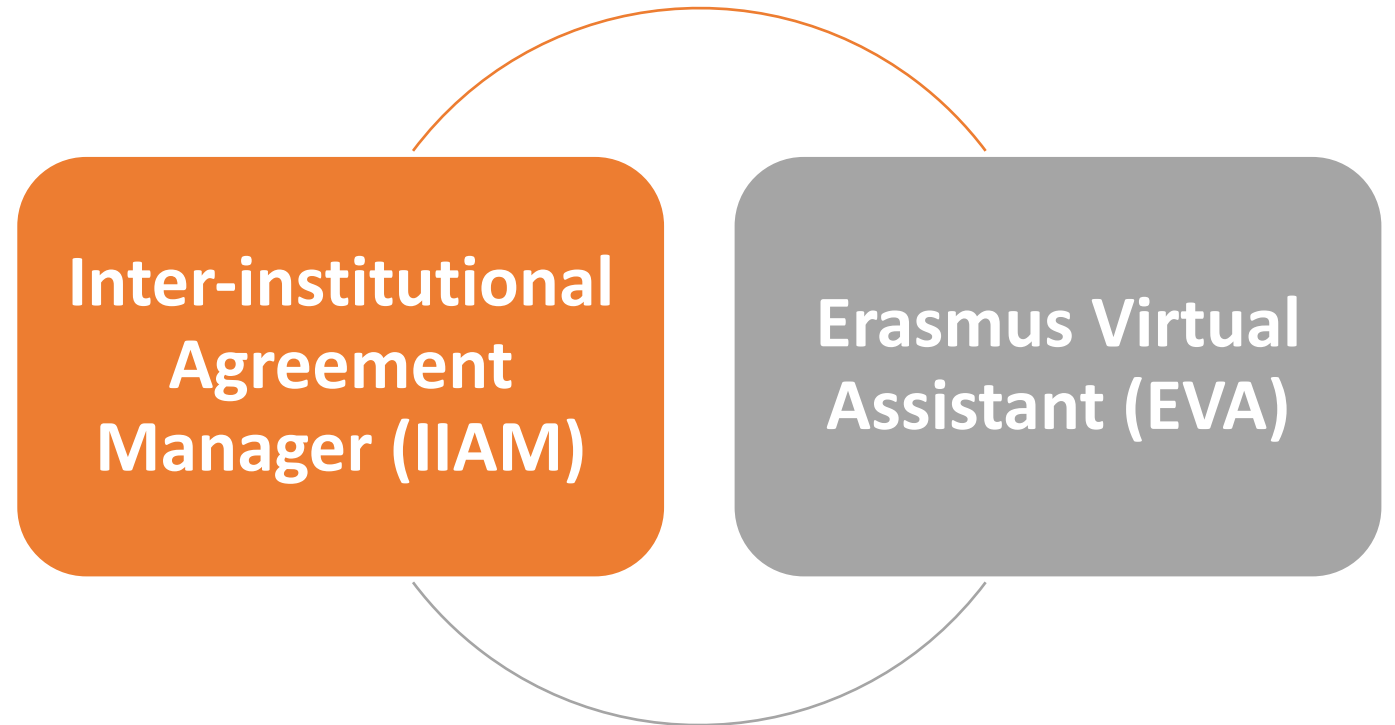 Inter-institutional
Agreement
Manager (IIAM)
Erasmus Virtual
Assistant (EVA)